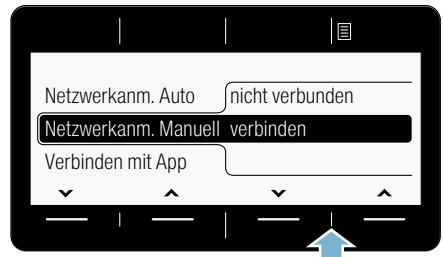 Netzwerkanm. Auto nicht verbunden
Netzwerkanm. Manuell verbinden
Verbinden mit App